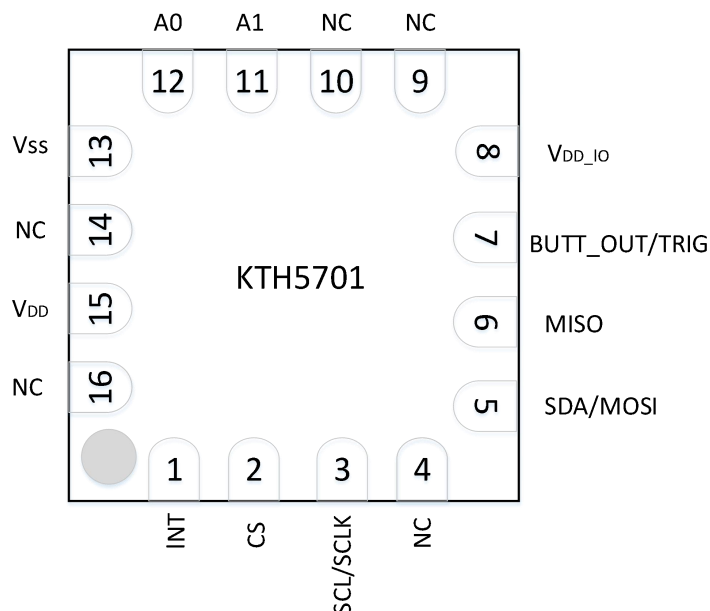 A0 A1 NC NC
12 11 10 9
Vss 13
8 VDD_IO
NC 14
7 BUTT_OUT/TRIG
KTH5701
VDD 15
6 MISO
NC 16
5 SDA/MOSI
1 2 3 4
INT CS SCL/SCLK NC